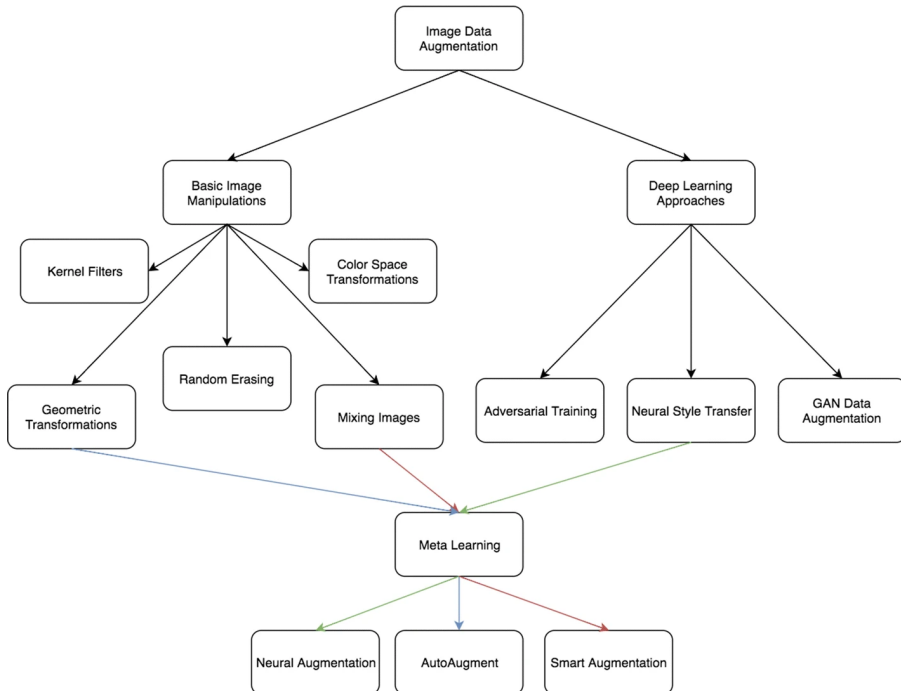 Image Data
Augmentation
Basic Image
Manipulations
Deep Learning
Approaches
Kernel Filters
Color Space
Transformations
Random Erasing
Geometric
Transformations
Mixing Images
Adversarial Training
Neural Style Transfer
GAN Data
Augmentation
Meta Learning
Neural Augmentation
AutoAugment
Smart Augmentation